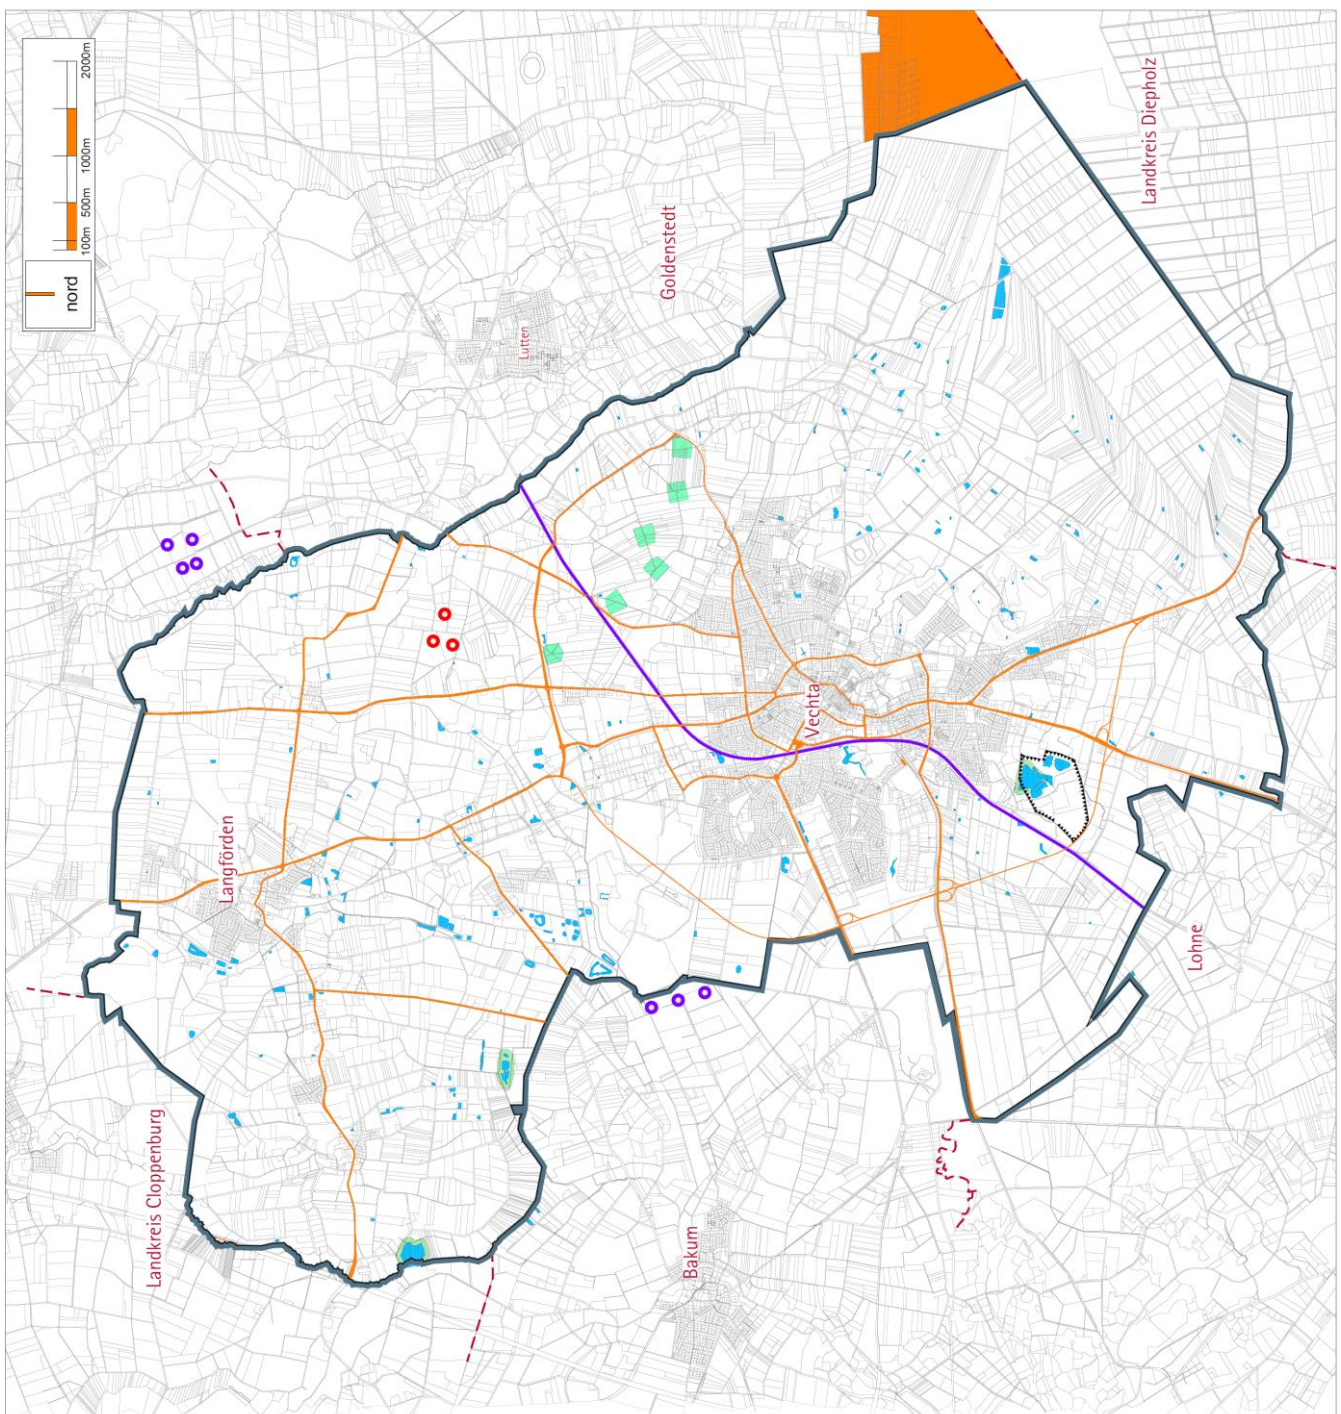 nord
100m 500m 1000m 2000m
Landkreis Cloppenburg
Langförden
Lutten
Goldenstedt
Bakum
Vechta
Landkreis Diepholz
Lohne